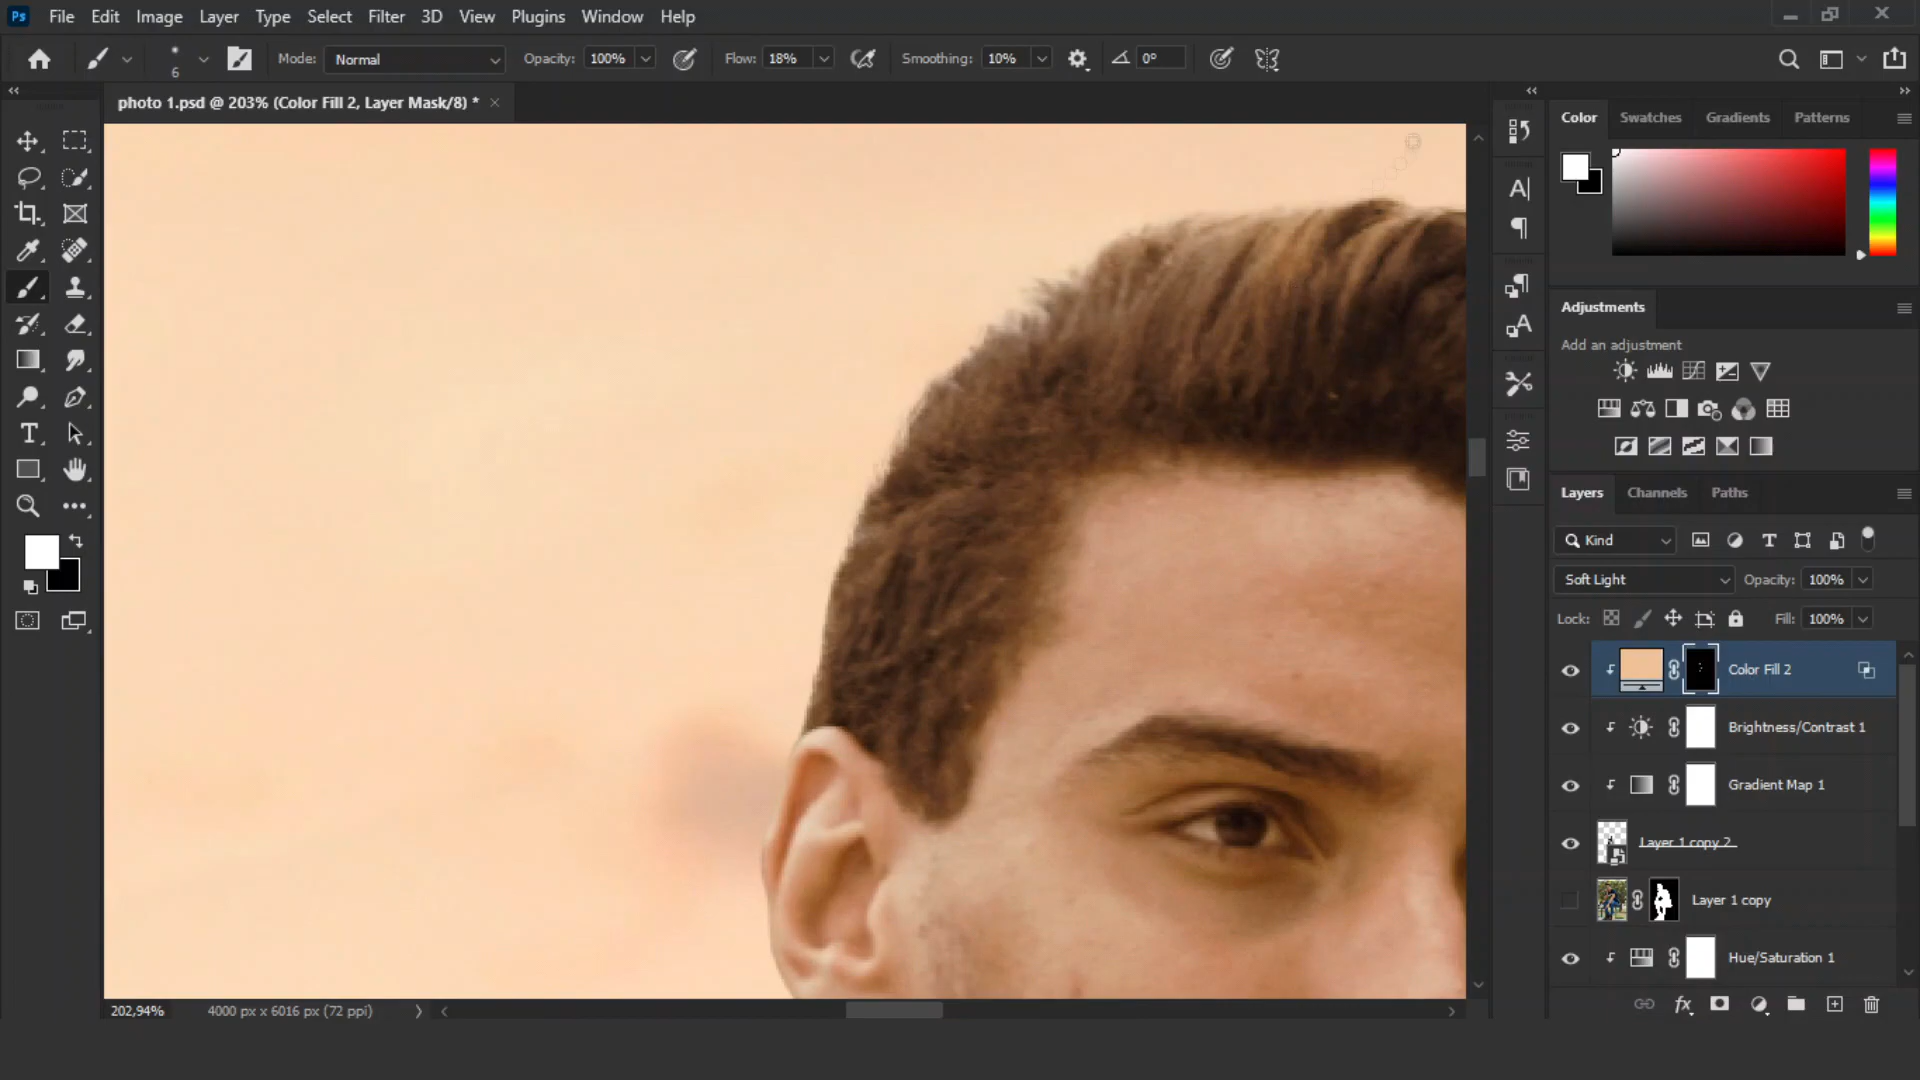 Ps File Edit Image Layer Type Select Filter 3D View Plugins Window Help
6 Mode: Normal Opacity: 100% Flow: 18% Smoothing: 10% 0°
photo 1.psd @ 203% (Color Fill 2, Layer Mask/8) *
Color Swatches Gradients Patterns
Adjustments
Add an adjustment
Layers Channels Paths
Kind
Soft Light Opacity: 100%
Lock: Fill: 100%
Color Fill 2
Brightness/Contrast 1
Gradient Map 1
Layer 1 copy 2
Layer 1 copy
Hue/Saturation 1
202,94% 4000 px x 6016 px (72 ppi)